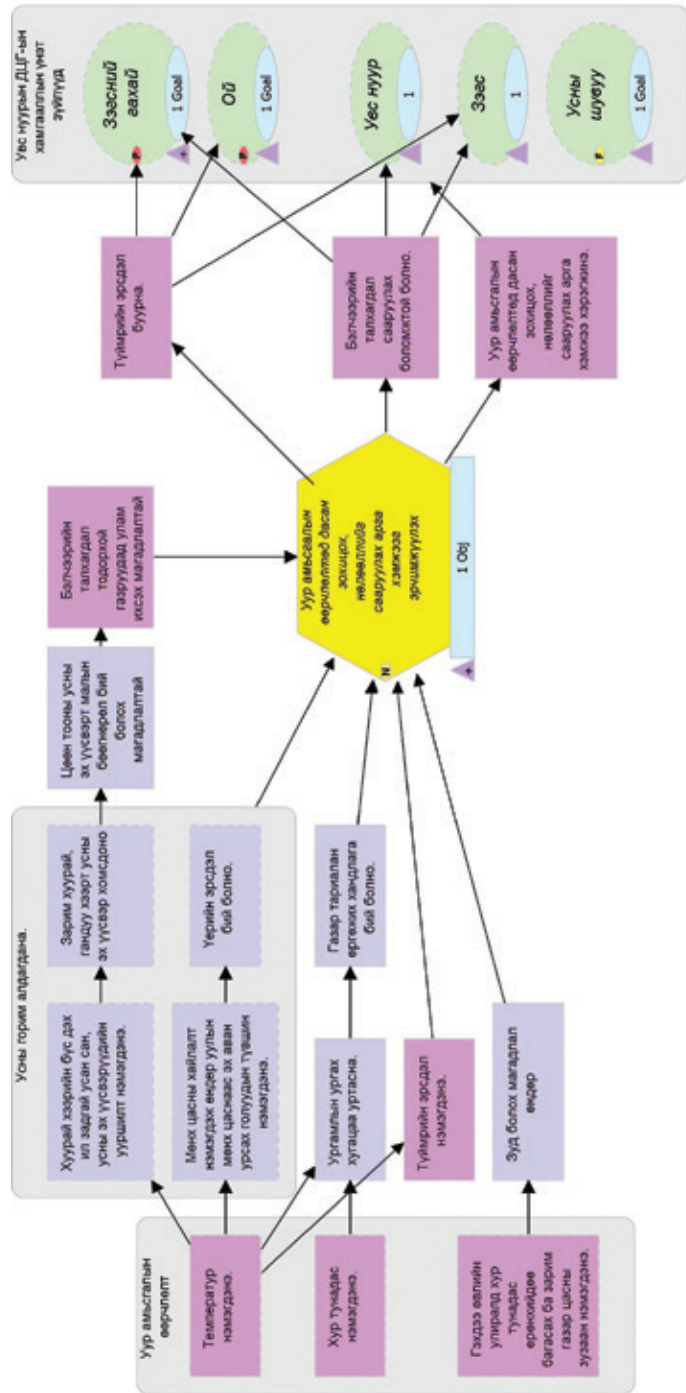 Уур амьсгалын
өөрчлөлт
Температур
нэмэгдэнэ.
Хур тунадас
нэмэгдэнэ.
Гэхдээ өвлийн
улиралд хур
тунадас
ерөнхийдөө
багасах ба зарим
газар цасны
зузаан нэмэгдэнэ.
Усны горим алдагдана.
Хуурай хээрийн бүс дэх
ил задгай усан сан,
усны эх үүсвэрүүдийн
ууршилт нэмэгдэнэ.
Зарим хуурай,
гандуу хээрт усны
эх үүсвэр хомсдоно
Мөнх цасны хайлалт
нэмэгдэж өндөр уулын
мөнх цаснаас эх аван
урсах голуудын түвшин
нэмэгдэнэ.
Үерийн эрсдэл
бий болно.
Ургамлын ургах
хугацаа уртасна.
Газар тариалан
өргөжих хандлага
бий болно.
Түймрийн эрсдэл
нэмэгдэнэ.
Зуд болох магадлал
өндөр
Цөөн тооны усны
эх үүсвэрт малын
бөөгнөрөл бий
болох
магадлалтай
Бэлчээрийн
талхагдал
тодорхой
газруудад улам
ихсэх магадлалтай
Уур амьсгалын
өөрчлөлтөд дасан
зохицох,
нөлөөллийг
сааруулах арга
хэмжээг
эрчимжүүлэх
N
+
1 Obj
Түймрийн эрсдэл
буурна.
Бэлчээрийн
талхагдал
сааруулах
боломжтой болно.
Уур амьсгалын
өөрчлөлтөд дасан
зохицох,
нөлөөллийг
сааруулах арга
хэмжээ хэрэгжинэ.
Увс нуурын ДЦГ-ын
хамгааллын үнэт
зүйлүүд
Зэгсний
гахай
P
+
1 Goal
Ой
P
1 Goal
Увс нуур
1
Зэгс
1
Усны
шувуу
F
1 Goal